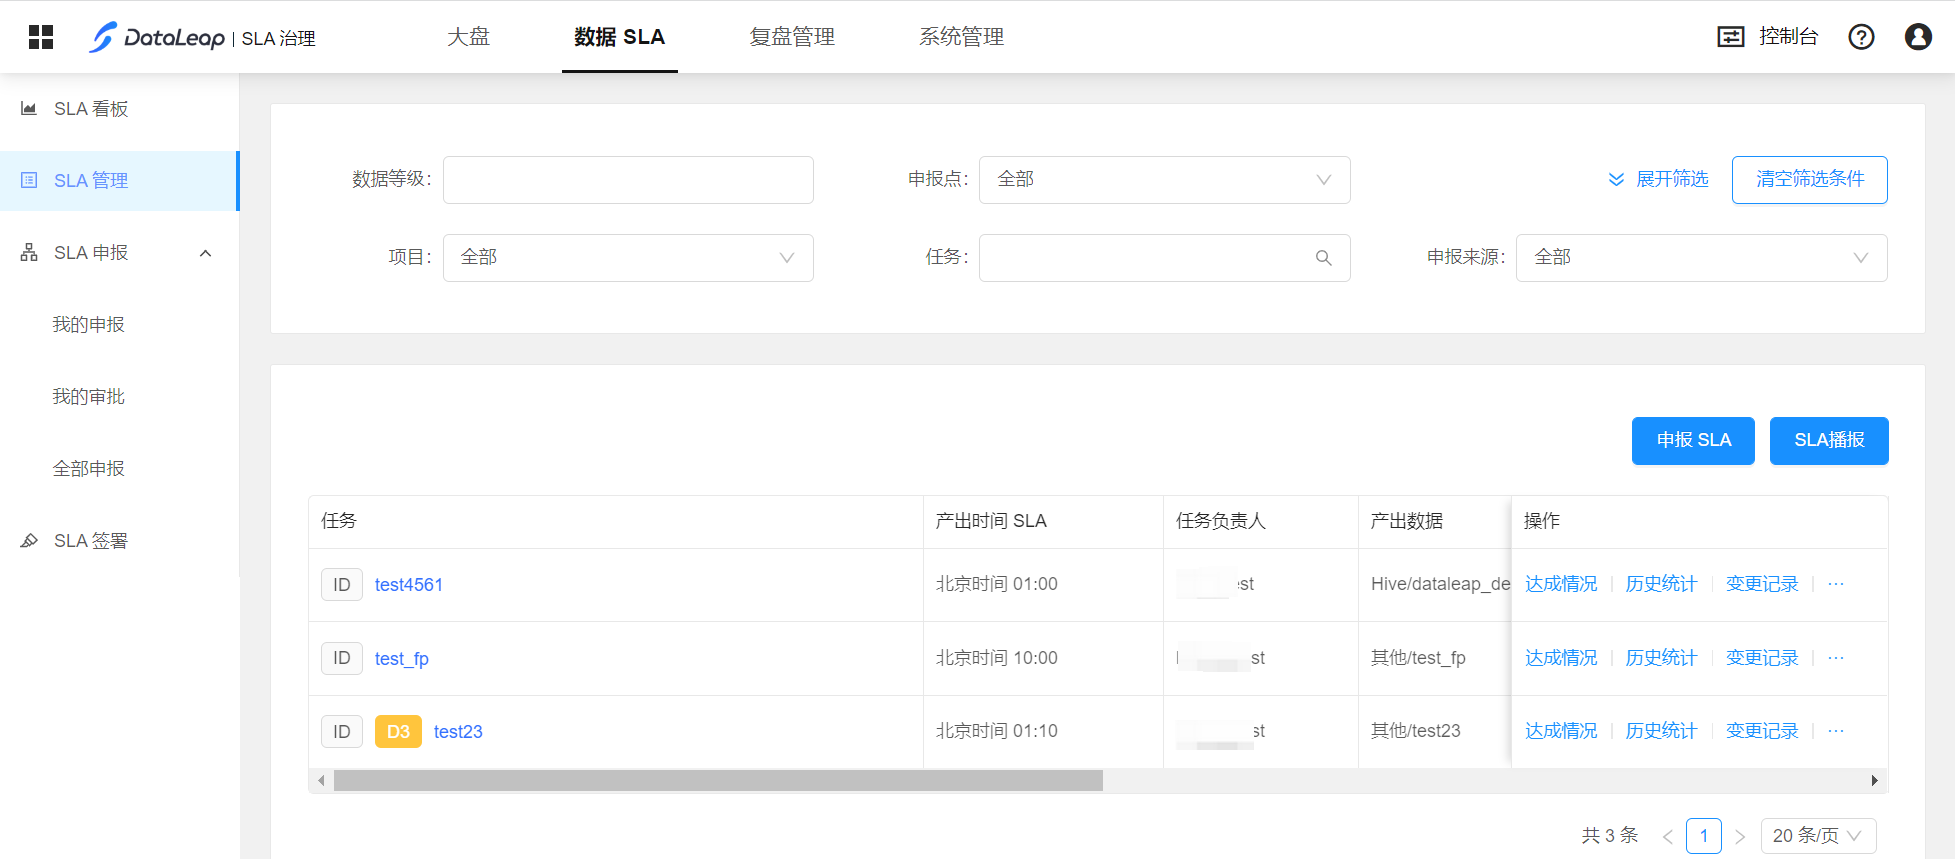 DataLeap | SLA 治理
大盘
数据 SLA
复盘管理
系统管理
控制台
SLA 看板
SLA 管理
SLA 申报
我的申报
我的审批
全部申报
SLA 签署
数据等级：
申报点： 全部
展开筛选
清空筛选条件
项目： 全部
任务：
申报来源： 全部
申报 SLA
SLA播报
任务 产出时间 SLA 任务负责人 产出数据 操作
ID test4561 北京时间 01:00 est Hive/dataleap_de 达成情况 历史统计 变更记录 ···
ID test_fp 北京时间 10:00 st 其他/test_fp 达成情况 历史统计 变更记录 ···
ID D3 test23 北京时间 01:10 st 其他/test23 达成情况 历史统计 变更记录 ···
共 3 条 < 1 > 20 条/页